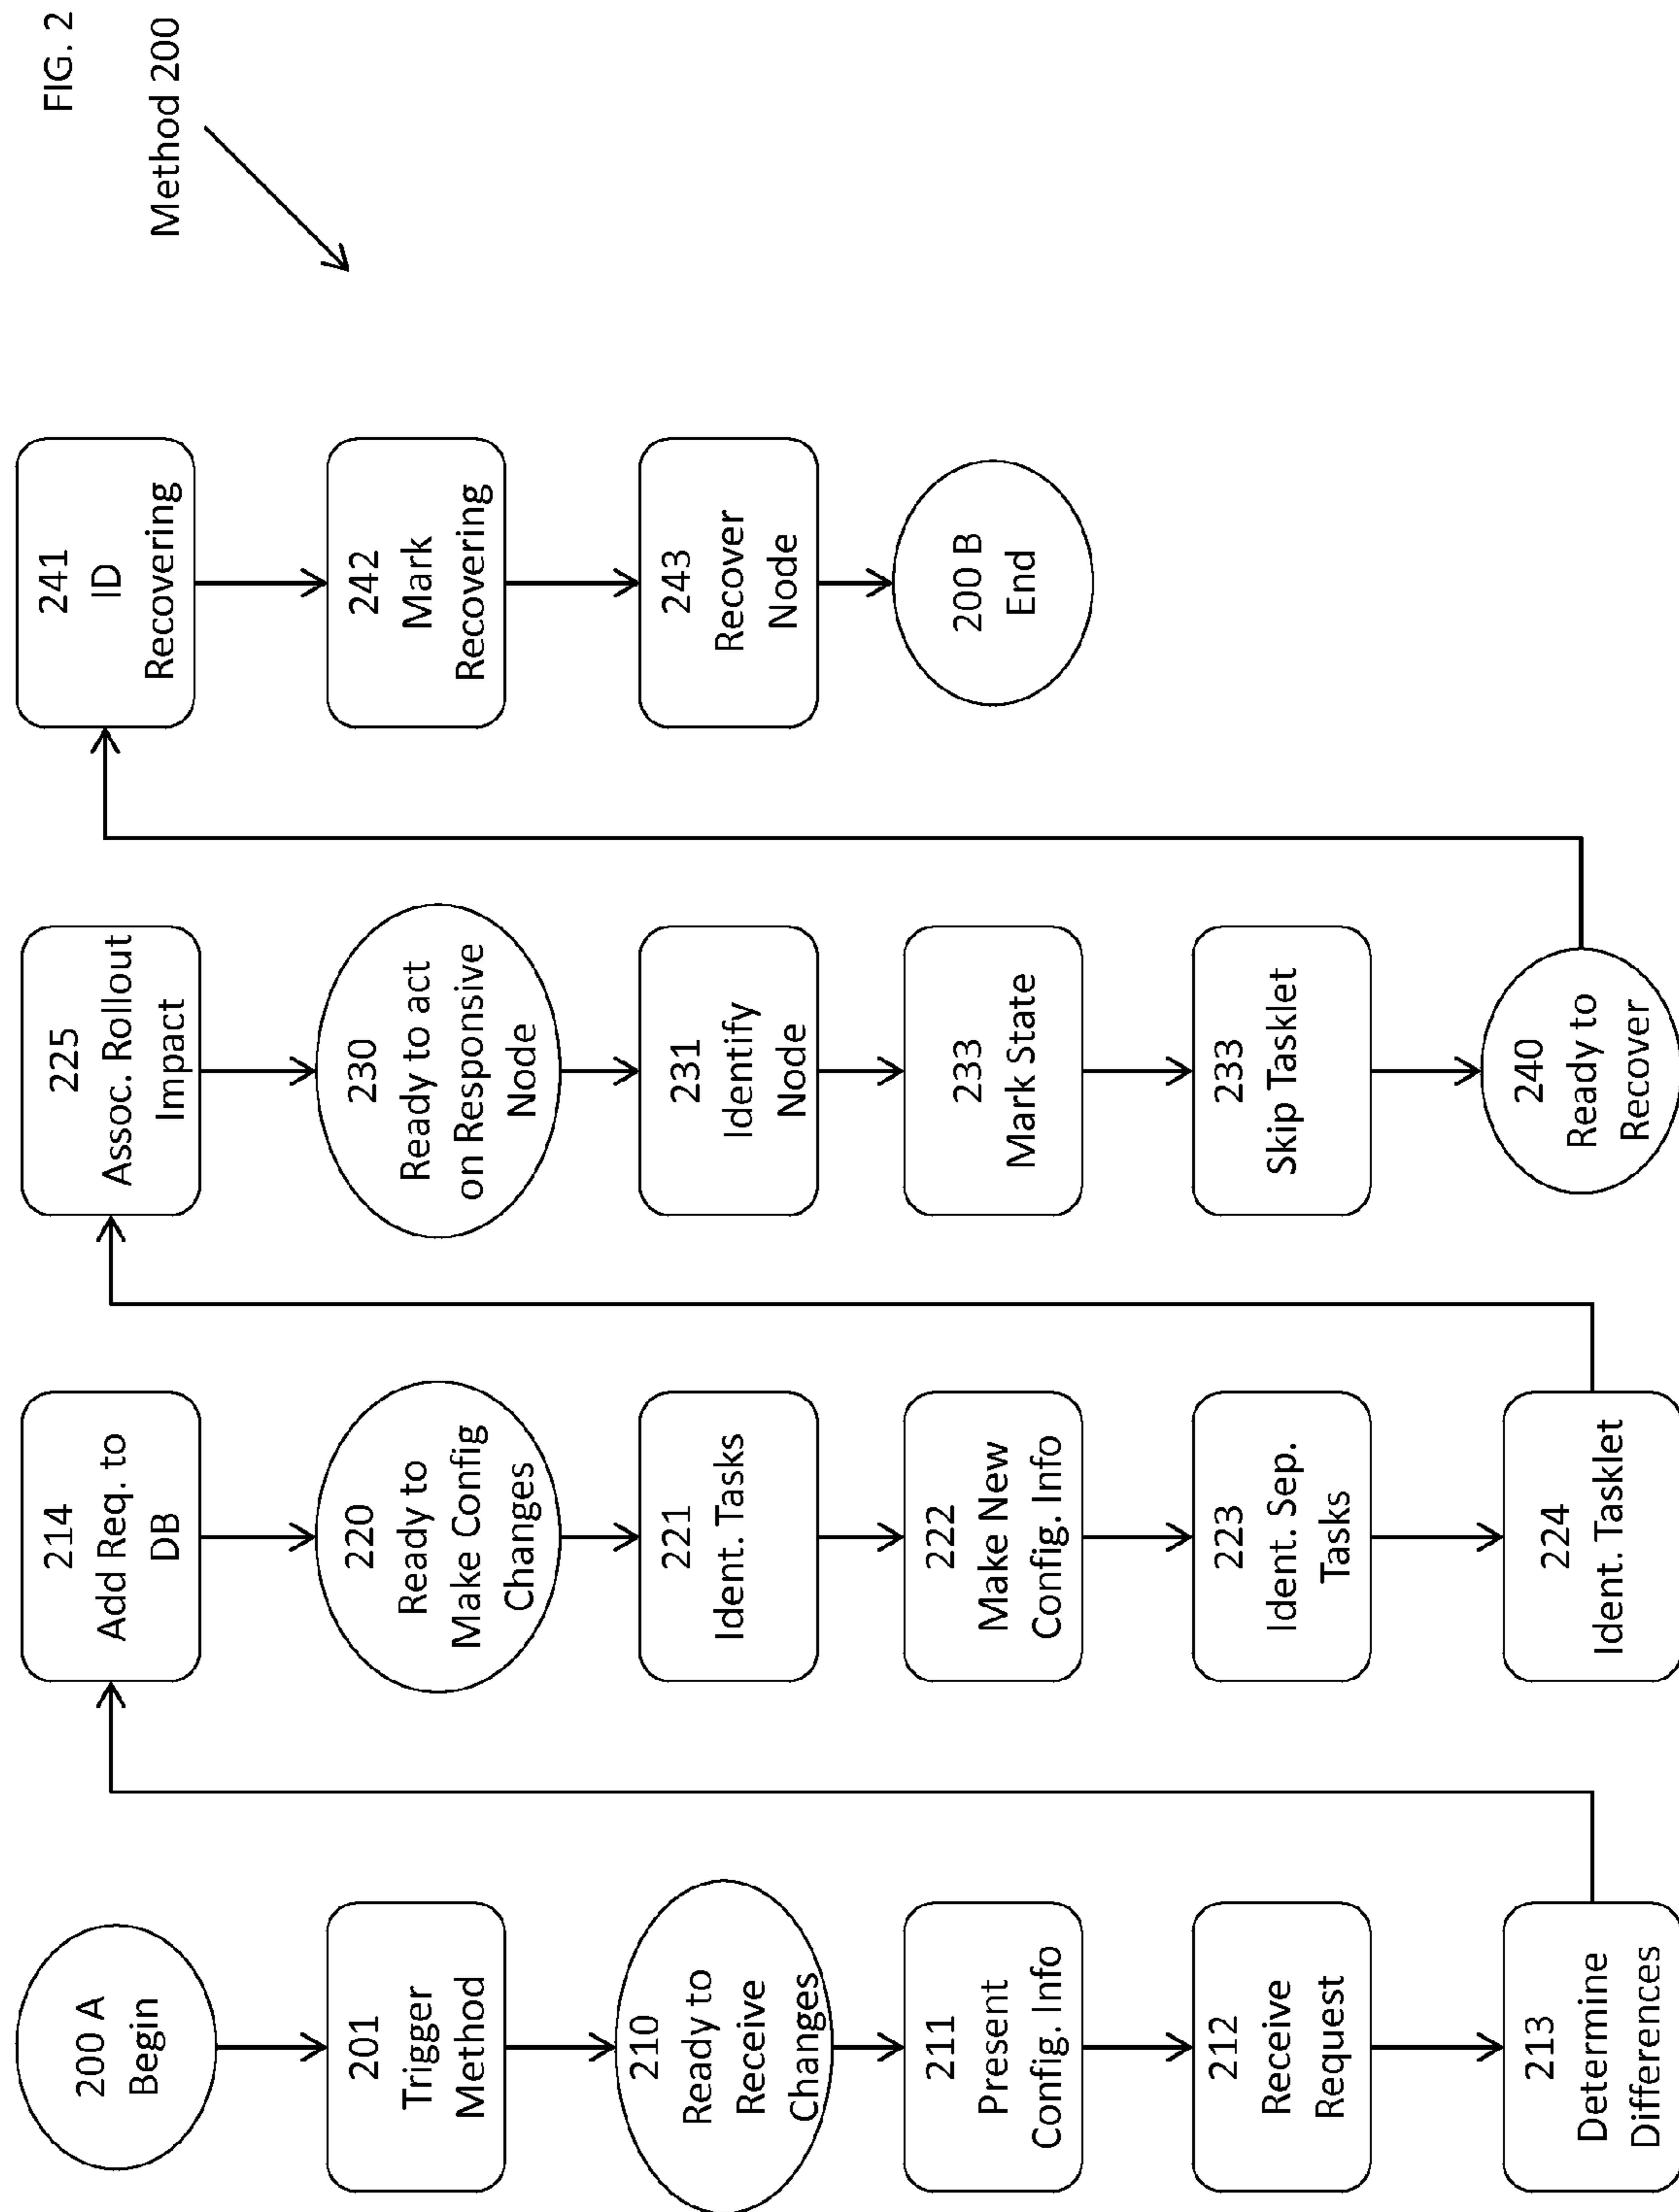 FIG. 2
Method 200
200 A
Begin
201
Trigger
Method
210
Ready to
Receive
Changes
211
Present
Config. Info
212
Receive
Request
213
Determine
Differences
214
Add Req. to
DB
220
Ready to
Make Config
Changes
221
Ident. Tasks
222
Make New
Config. Info
223
Ident. Sep.
Tasks
224
Ident. Tasklet
225
Assoc. Rollout
Impact
230
Ready to act
on Responsive
Node
231
Identify
Node
233
Mark State
233
Skip Tasklet
240
Ready to
Recover
241
ID
Recovering
242
Mark
Recovering
243
Recover
Node
200 B
End